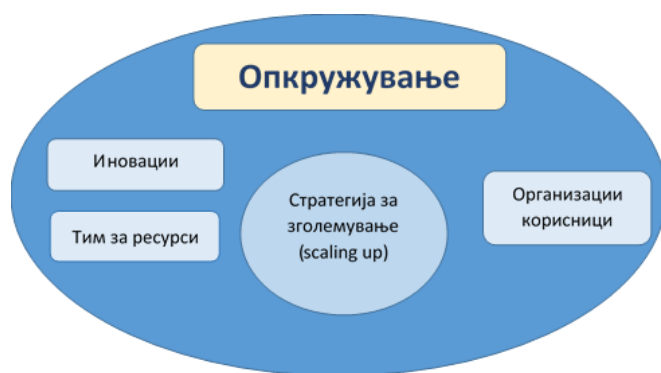 Опкружување
Иновации
Тим за ресурси
Стратегија за
зголемување
(scaling up)
Организации
корисници